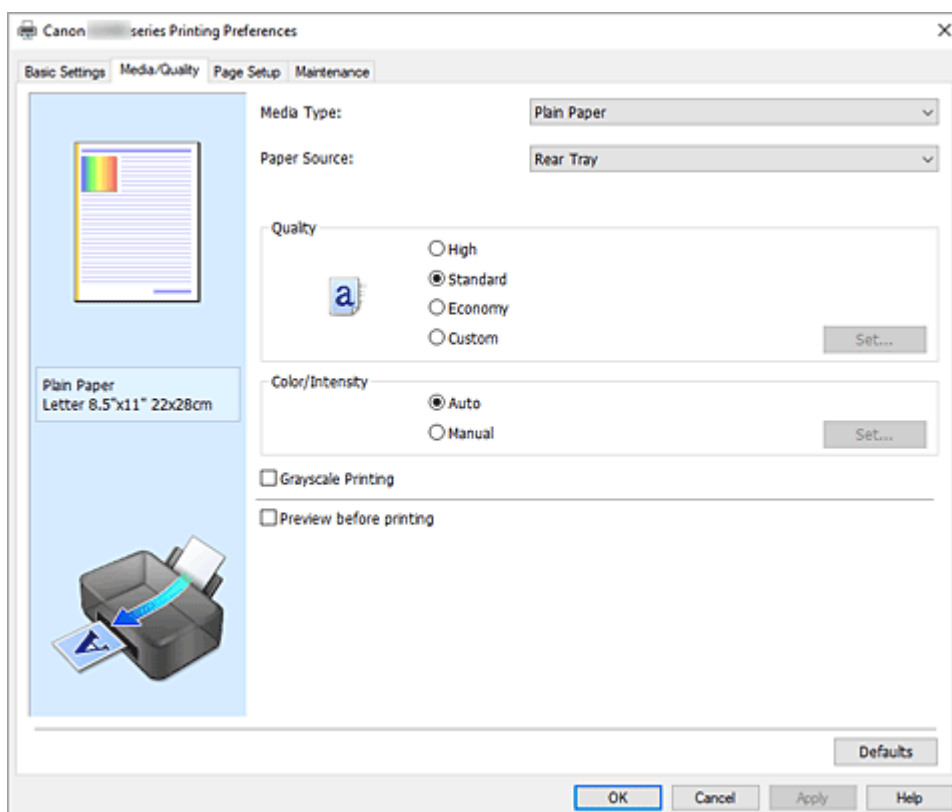 Canon series Printing Preferences
Basic Settings Media/Quality Page Setup Maintenance
Media Type: Plain Paper
Paper Source: Rear Tray
Quality
High
a Standard
Economy
Custom Set...
Plain Paper
Letter 8.5"x11" 22x28cm
Color/Intensity
Auto
Manual Set...
Grayscale Printing
Preview before printing
A
Defaults
OK Cancel Apply Help